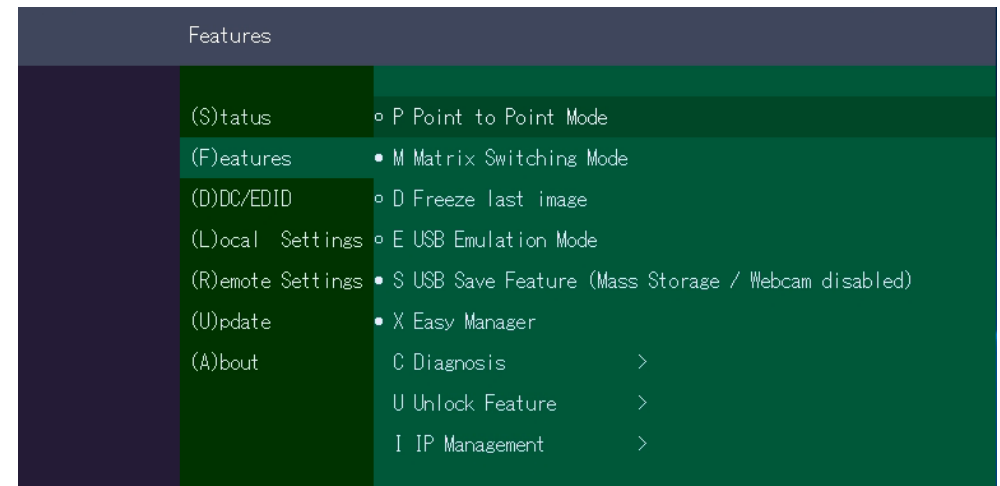 Features
(S)tatus
(F)eatures
(D)DC/EDID
(L)ocal Settings
(R)emote Settings
(U)pdate
(A)bout
P Point to Point Mode
M Matrix Switching Mode
D Freeze last image
E USB Emulation Mode
S USB Save Feature (Mass Storage / Webcam disabled)
X Easy Manager
C Diagnosis >
U Unlock Feature >
I IP Management >